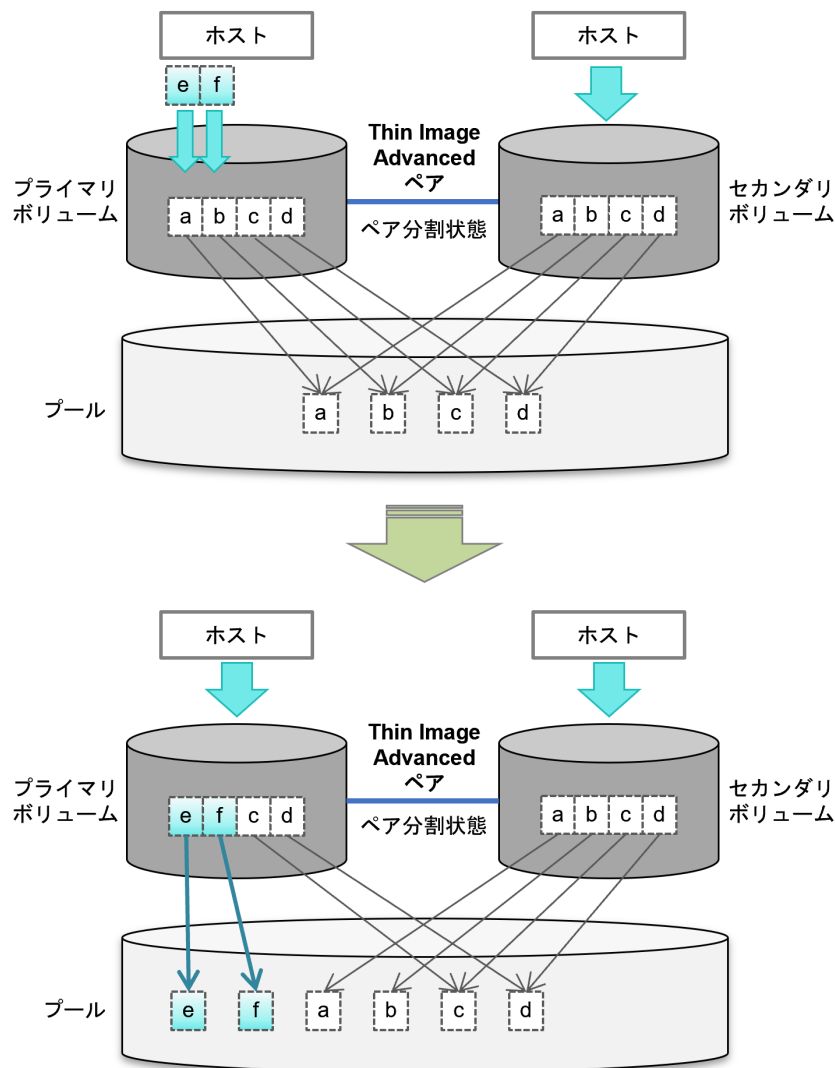 ホスト
ホスト
e f
Thin Image
Advanced
ペア
プライマリ
ボリューム
a b c d
ペア分割状態
a b c d
セカンダリ
ボリューム
プール
a b c d
ホスト
ホスト
Thin Image
Advanced
ペア
プライマリ
ボリューム
e f c d
ペア分割状態
a b c d
セカンダリ
ボリューム
プール
e f a b c d